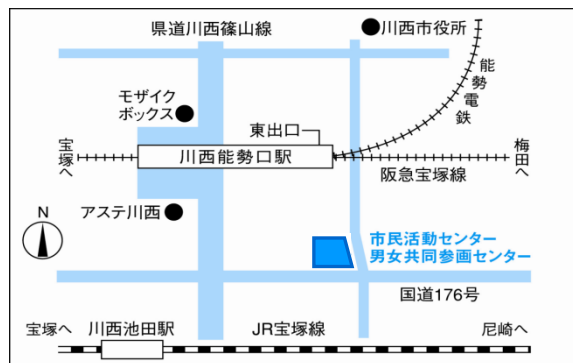 県道川西篠山線
川西市役所
モザイク
ボックス
能勢電鉄
東出口
宝塚へ
川西能勢口駅
梅田へ
阪急宝塚線
アステ川西
N
市民活動センター
男女共同参画センター
国道176号
宝塚へ
川西池田駅
JR宝塚線
尼崎へ